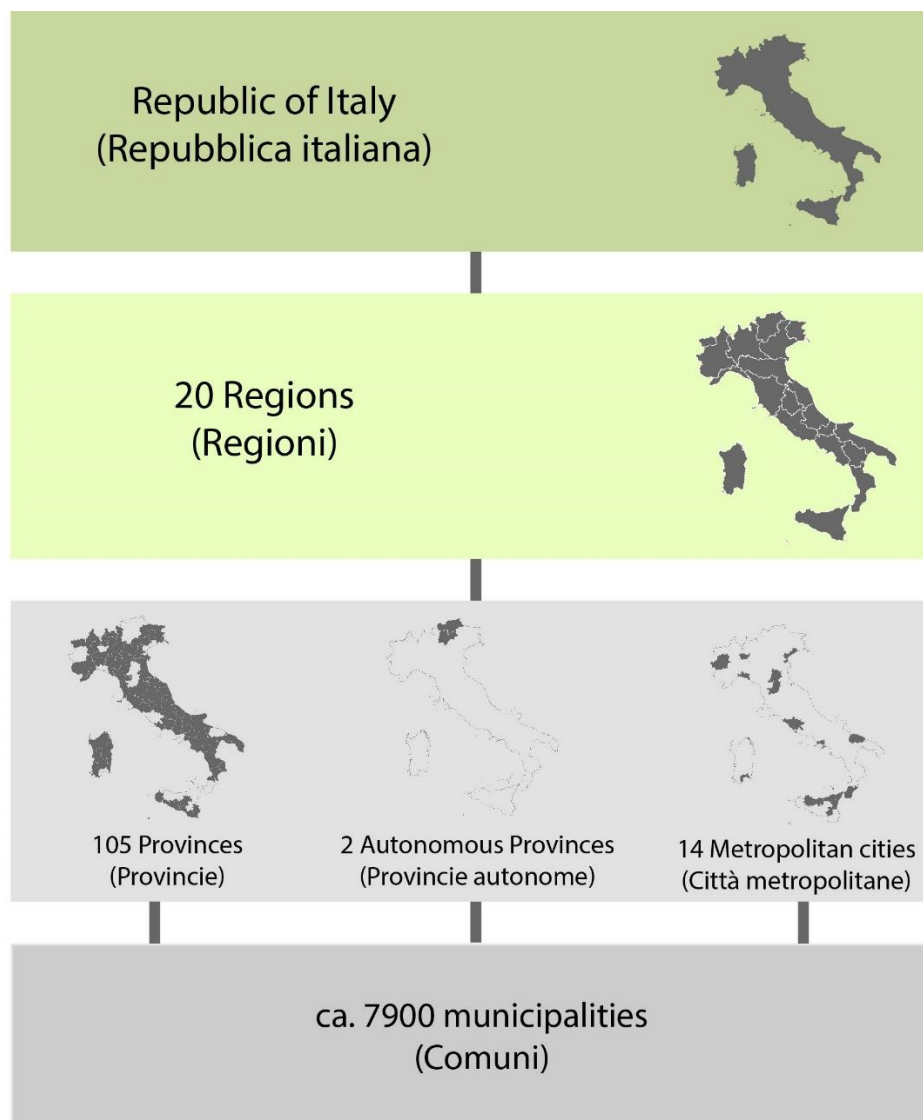 Republic of Italy
(Repubblica italiana)
20 Regions
(Regioni)
105 Provinces
(Provincie)
2 Autonomous Provinces
(Provincie autonome)
14 Metropolitan cities
(Città metropolitane)
ca. 7900 municipalities
(Comuni)